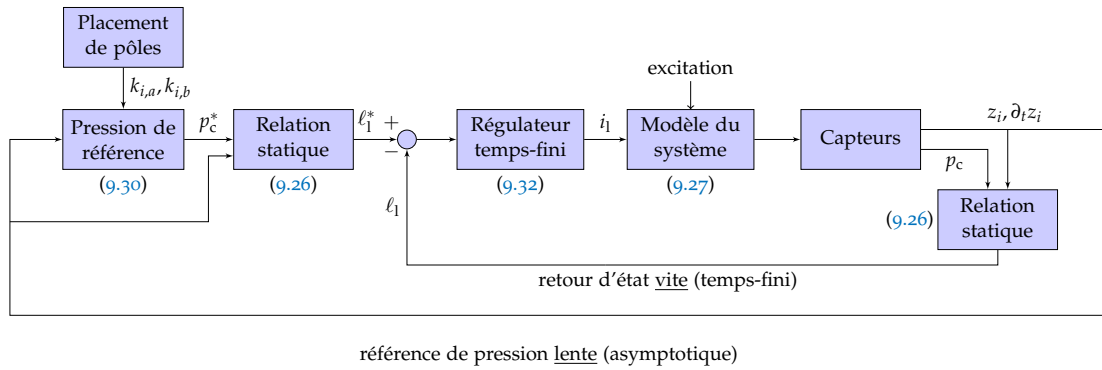 Placement
de pôles
k_{i,a}, k_{i,b}
excitation
Pression de
référence
p_c^*
Relation
statique
ℓ_l^*
+
−
Régulateur
temps-fini
i_l
Modèle du
système
Capteurs
z_i, ∂_t z_i
p_c
(9.30)
(9.26)
(9.32)
(9.27)
ℓ_l
(9.26)
Relation
statique
retour d'état vite (temps-fini)
référence de pression lente (asymptotique)